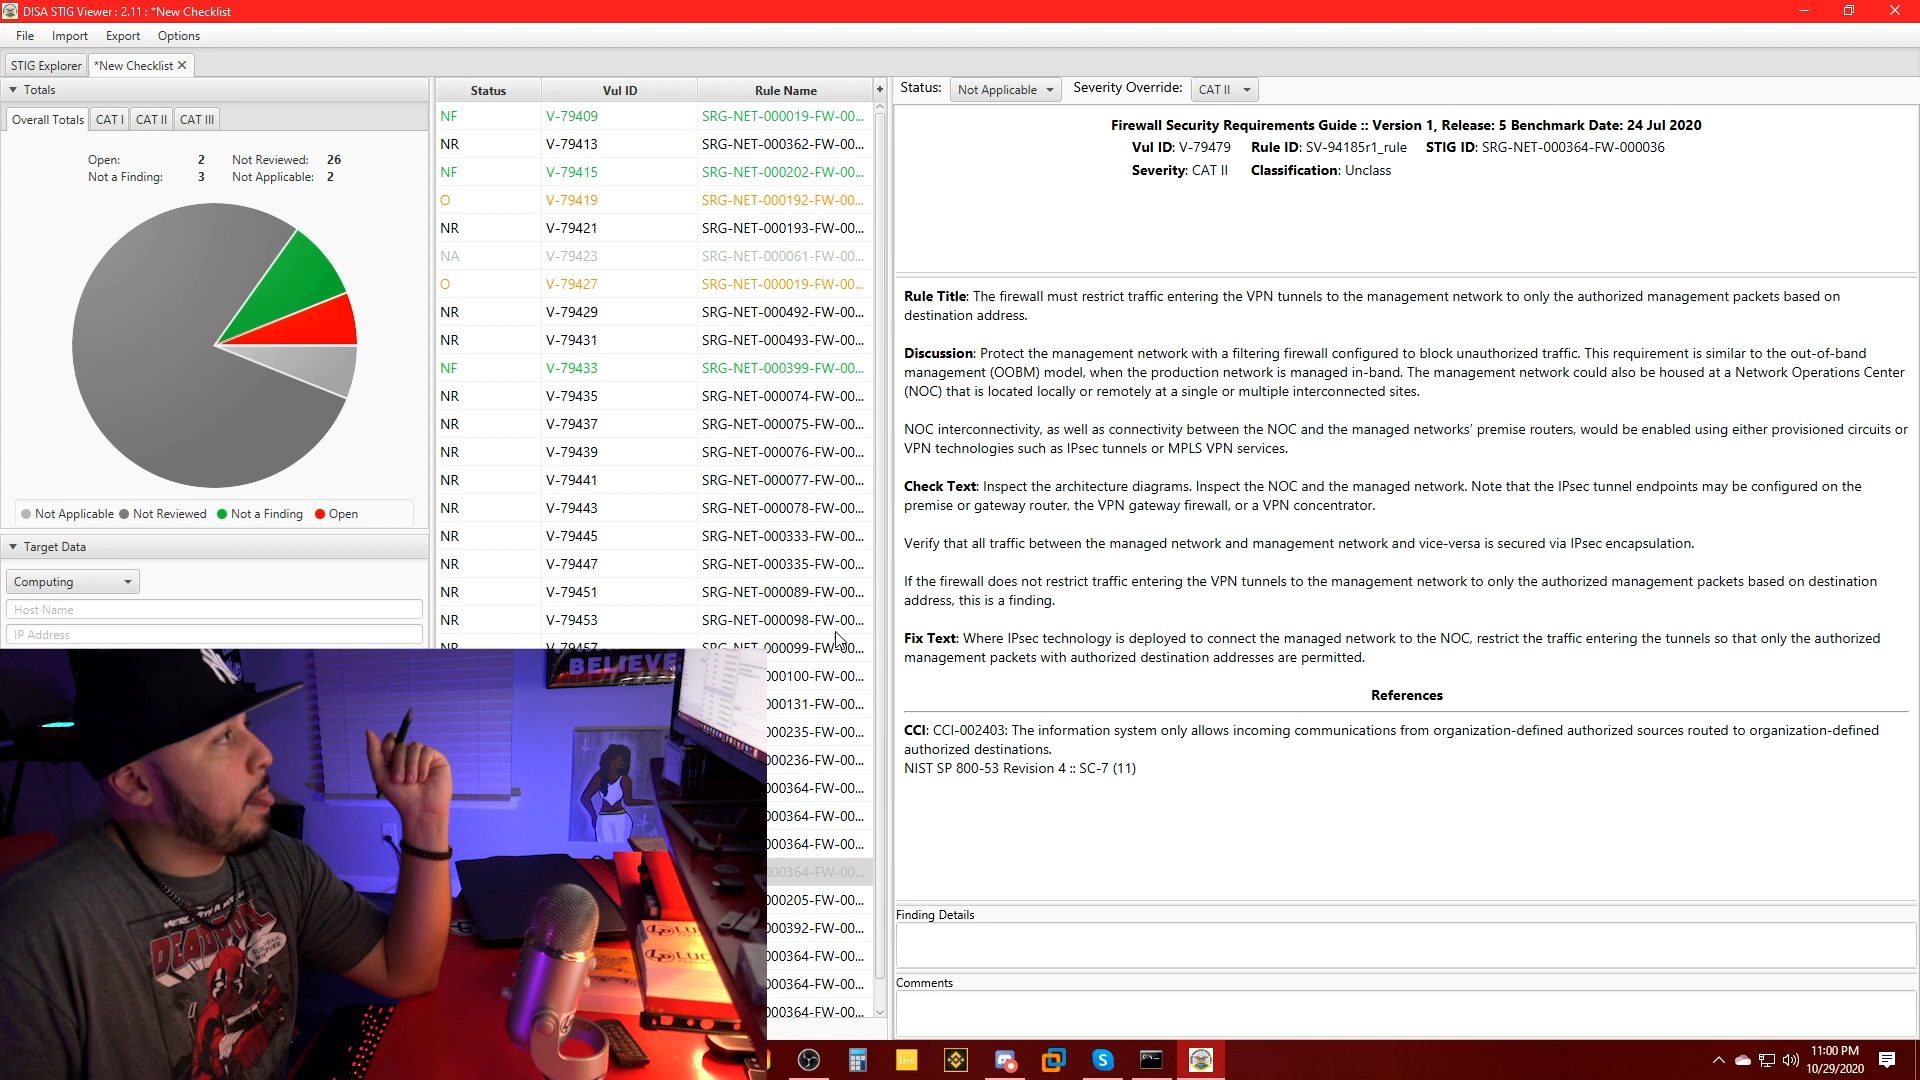 DISA STIG Viewer : 2.11 : *New Checklist
File Import Export Options
STIG Explorer *New Checklist
Totals
Overall Totals CAT I CAT II CAT III
Open: 2 Not Reviewed: 26
Not a Finding: 3 Not Applicable: 2
Not Applicable Not Reviewed Not a Finding Open
Target Data
Computing
Host Name
IP Address
Status Vul ID Rule Name +
NF V-79409 SRG-NET-000019-FW-00...
NR V-79413 SRG-NET-000362-FW-00...
NF V-79415 SRG-NET-000202-FW-00...
O V-79419 SRG-NET-000192-FW-00...
NR V-79421 SRG-NET-000193-FW-00...
NA V-79423 SRG-NET-000061-FW-00...
O V-79427 SRG-NET-000019-FW-00...
NR V-79429 SRG-NET-000492-FW-00...
NR V-79431 SRG-NET-000493-FW-00...
NF V-79433 SRG-NET-000399-FW-00...
NR V-79435 SRG-NET-000074-FW-00...
NR V-79437 SRG-NET-000075-FW-00...
NR V-79439 SRG-NET-000076-FW-00...
NR V-79441 SRG-NET-000077-FW-00...
NR V-79443 SRG-NET-000078-FW-00...
NR V-79445 SRG-NET-000333-FW-00...
NR V-79447 SRG-NET-000335-FW-00...
NR V-79451 SRG-NET-000089-FW-00...
NR V-79453 SRG-NET-000098-FW-00...
NR V-79457 SRG-NET-000099-FW-00...
000100-FW-00...
000131-FW-00...
000235-FW-00...
000236-FW-00...
000364-FW-00...
000364-FW-00...
000364-FW-00...
000364-FW-00...
000205-FW-00...
000392-FW-00...
000364-FW-00...
000364-FW-00...
000364-FW-00...
Status: Not Applicable Severity Override: CAT II
Firewall Security Requirements Guide :: Version 1, Release: 5 Benchmark Date: 24 Jul 2020
Vul ID: V-79479 Rule ID: SV-94185r1_rule STIG ID: SRG-NET-000364-FW-000036
Severity: CAT II Classification: Unclass
Rule Title: The firewall must restrict traffic entering the VPN tunnels to the management network to only the authorized management packets based on
destination address.
Discussion: Protect the management network with a filtering firewall configured to block unauthorized traffic. This requirement is similar to the out-of-band
management (OOBM) model, when the production network is managed in-band. The management network could also be housed at a Network Operations Center
(NOC) that is located locally or remotely at a single or multiple interconnected sites.
NOC interconnectivity, as well as connectivity between the NOC and the managed networks' premise routers, would be enabled using either provisioned circuits or
VPN technologies such as IPsec tunnels or MPLS VPN services.
Check Text: Inspect the architecture diagrams. Inspect the NOC and the managed network. Note that the IPsec tunnel endpoints may be configured on the
premise or gateway router, the VPN gateway firewall, or a VPN concentrator.
Verify that all traffic between the managed network and management network and vice-versa is secured via IPsec encapsulation.
If the firewall does not restrict traffic entering the VPN tunnels to the management network to only the authorized management packets based on destination
address, this is a finding.
Fix Text: Where IPsec technology is deployed to connect the managed network to the NOC, restrict the traffic entering the tunnels so that only the authorized
management packets with authorized destination addresses are permitted.
References
CCI: CCI-002403: The information system only allows incoming communications from organization-defined authorized sources routed to organization-defined
authorized destinations.
NIST SP 800-53 Revision 4 :: SC-7 (11)
Finding Details
Comments
BELIEVE
DEADPOOL
11:00 PM
10/29/2020